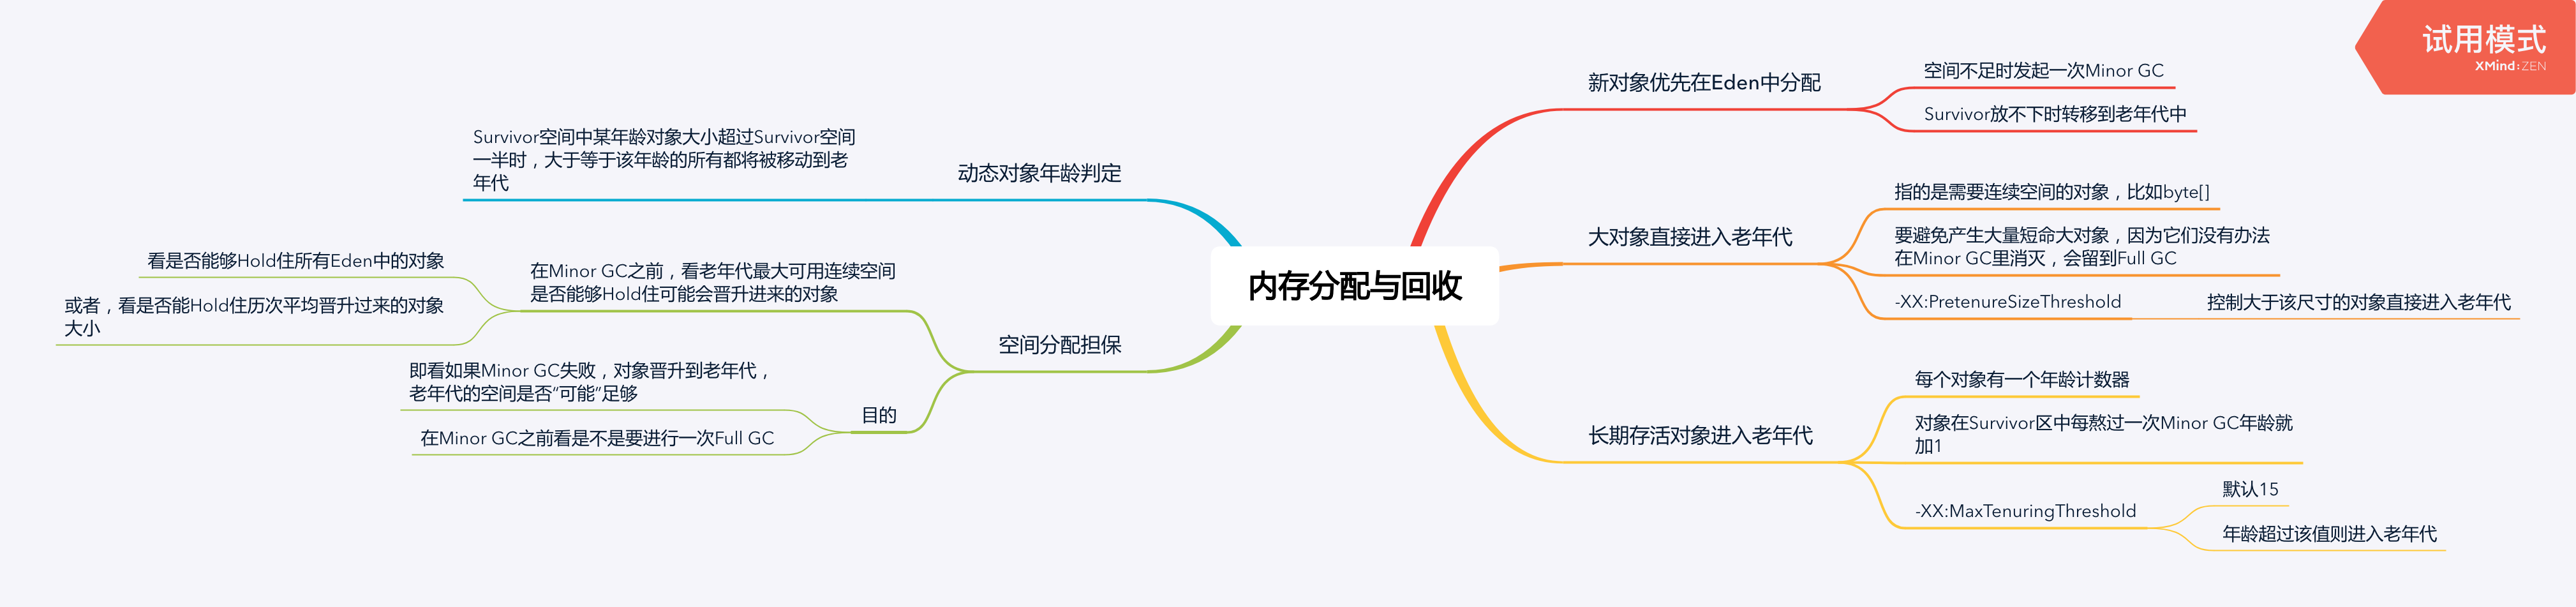 试用模式
XMind:ZEN
内存分配与回收
新对象优先在Eden中分配
空间不足时发起一次Minor GC
Survivor放不下时转移到老年代中
大对象直接进入老年代
指的是需要连续空间的对象，比如byte[]
要避免产生大量短命大对象，因为它们没有办法
在Minor GC里消灭，会留到Full GC
-XX:PretenureSizeThreshold
控制大于该尺寸的对象直接进入老年代
长期存活对象进入老年代
每个对象有一个年龄计数器
对象在Survivor区中每熬过一次Minor GC年龄就
加1
-XX:MaxTenuringThreshold
默认15
年龄超过该值则进入老年代
动态对象年龄判定
Survivor空间中某年龄对象大小超过Survivor空间
一半时，大于等于该年龄的所有都将被移动到老
年代
空间分配担保
在Minor GC之前，看老年代最大可用连续空间
是否能够Hold住可能会晋升进来的对象
看是否能够Hold住所有Eden中的对象
或者，看是否能Hold住历次平均晋升过来的对象
大小
目的
即看如果Minor GC失败，对象晋升到老年代，
老年代的空间是否“可能”足够
在Minor GC之前看是不是要进行一次Full GC